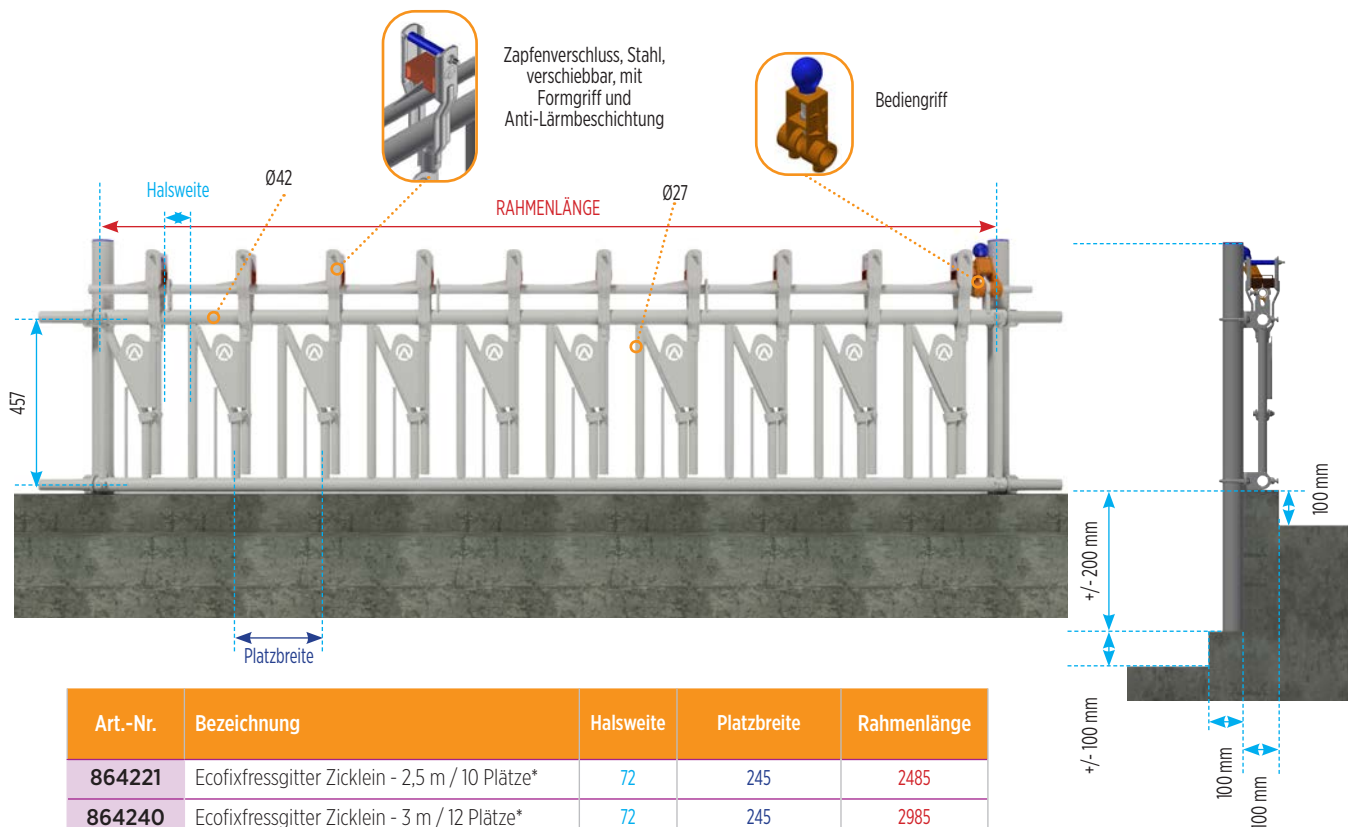 Zapfenverschluss, Stahl,
verschiebbar, mit
Formgriff und
Anti-Lärmbeschichtung
Bediengriff
Halsweite
Ø42
RAHMENLÄNGE
Ø27
457
100 mm
+/- 200 mm
Platzbreite
+/- 100 mm
100 mm
100 mm
Art.-Nr. Bezeichnung Halsweite Platzbreite Rahmenlänge
864221 Ecofixfressgitter Zicklein - 2,5 m / 10 Plätze* 72 245 2485
864240 Ecofixfressgitter Zicklein - 3 m / 12 Plätze* 72 245 2985